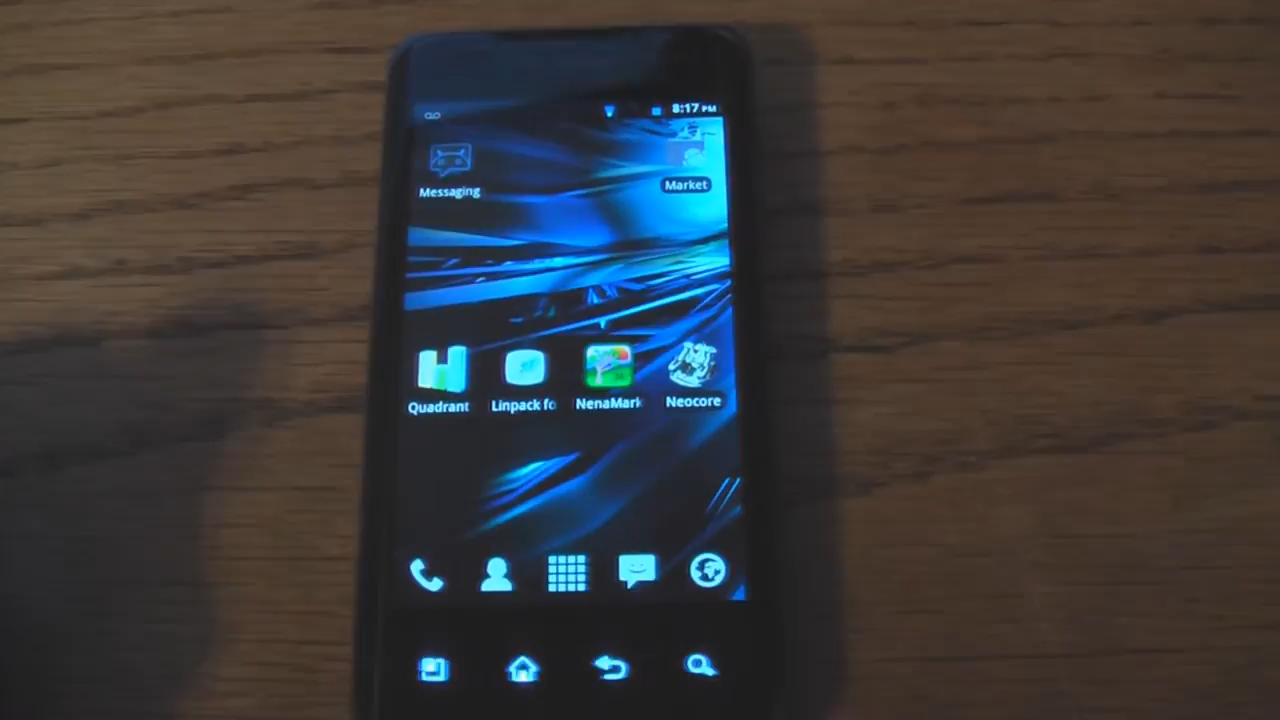 8:17 PM
Messaging
Market
Quadrant
Linpack fo
NenaMark
Neocore